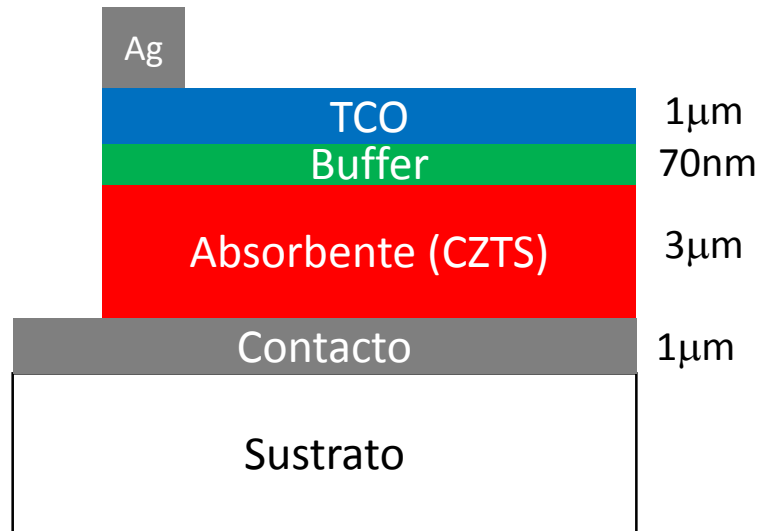 Ag
TCO 1μm
Buffer 70nm
Absorbente (CZTS) 3μm
Contacto 1μm
Sustrato